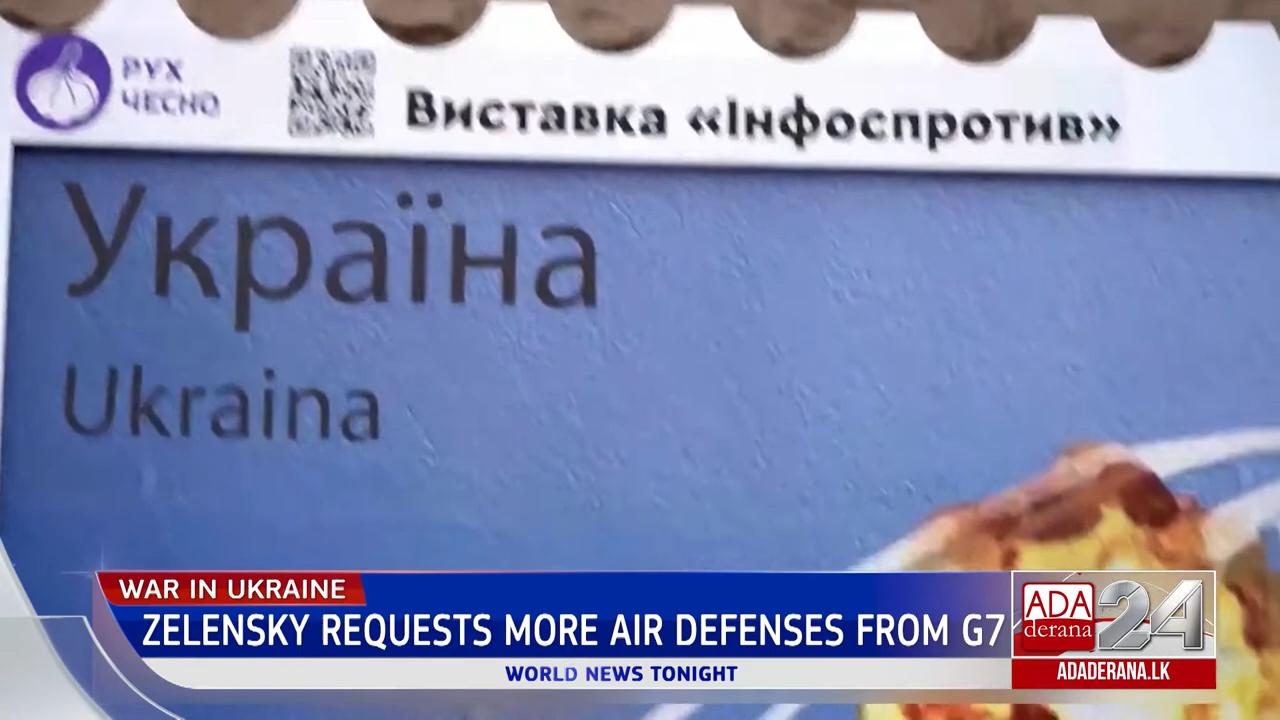 РУХ
ЧЕСНО
Виставка «Інфоспротив»
Україна
Ukraina
WAR IN UKRAINE
ZELENSKY REQUESTS MORE AIR DEFENSES FROM G7
WORLD NEWS TONIGHT
ADA
derana
24
ADADERANA.LK